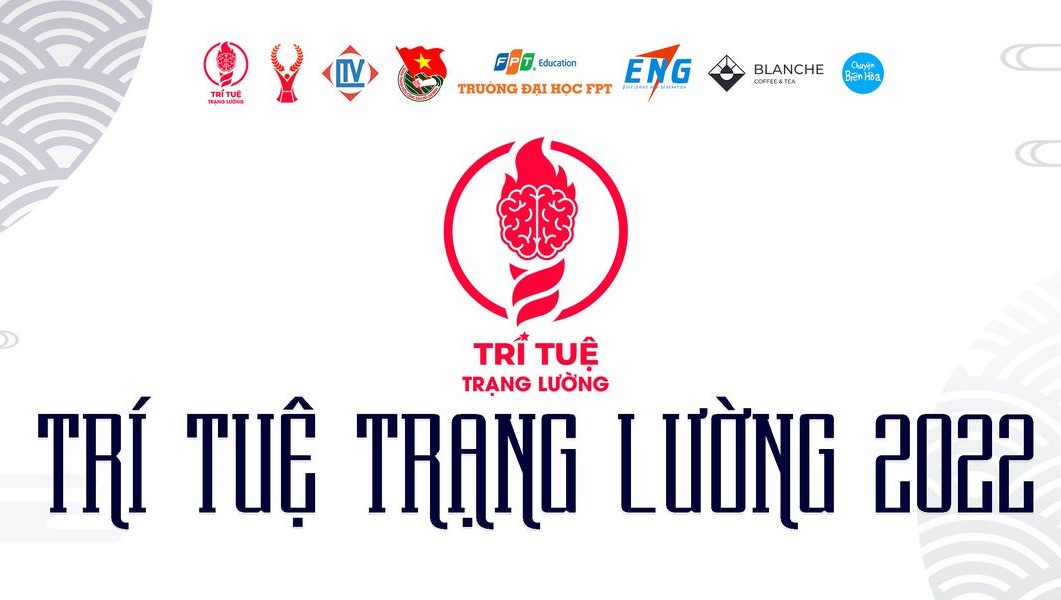 TRÍ TUỆ
TRẠNG LƯỜNG
FPT Education
TRƯỜNG ĐẠI HỌC FPT
ENG
BLANCHE
COFFEE & TEA
Chuyện
Biên Hòa
TRÍ TUỆ
TRẠNG LƯỜNG
TRÍ TUỆ TRẠNG LƯỜNG 2022